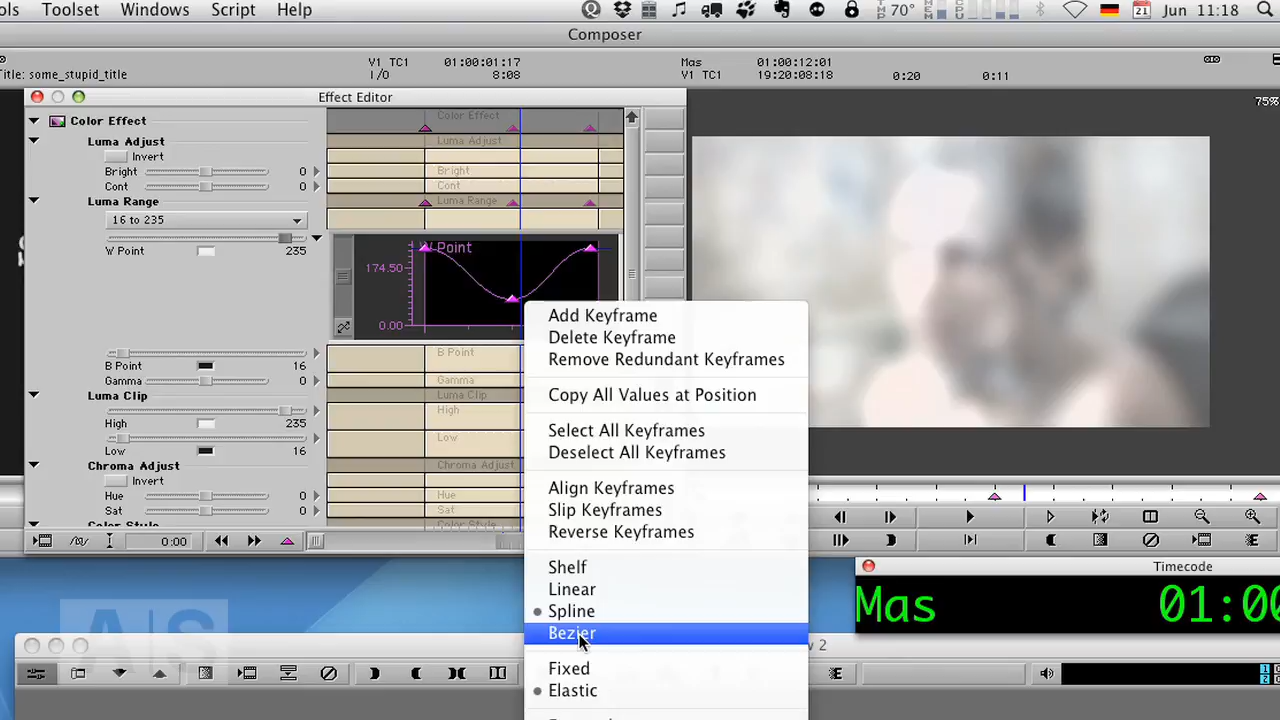 ols Toolset Windows Script Help 70° 21 Jun 11:18
Composer
Title: some_stupid_title
V1 TC1 01:00:01:17
I/O 8:08
Mas 01:00:12:01
V1 TC1 19:20:08:18 0:20 0:11
75%
Effect Editor
Color Effect
Luma Adjust
Invert
Bright 0
Cont 0
Luma Range
16 to 235
W Point 235
B Point 16
Gamma 0
Luma Clip
High 235
Low 16
Chroma Adjust
Invert
Hue 0
Sat 0
Color Style
0:00
Color Effect
Luma Adjust
Bright
Cont
Luma Range
W Point
174.50
0.00
B Point
Gamma
Luma Clip
High
Low
Chroma Adjust
Hue
Sat
Color Style
Add Keyframe
Delete Keyframe
Remove Redundant Keyframes
Copy All Values at Position
Select All Keyframes
Deselect All Keyframes
Align Keyframes
Slip Keyframes
Reverse Keyframes
Shelf
Linear
Spline
Bezier
Fixed
Elastic
Timecode
Mas 01:00
A|S
2
1
2